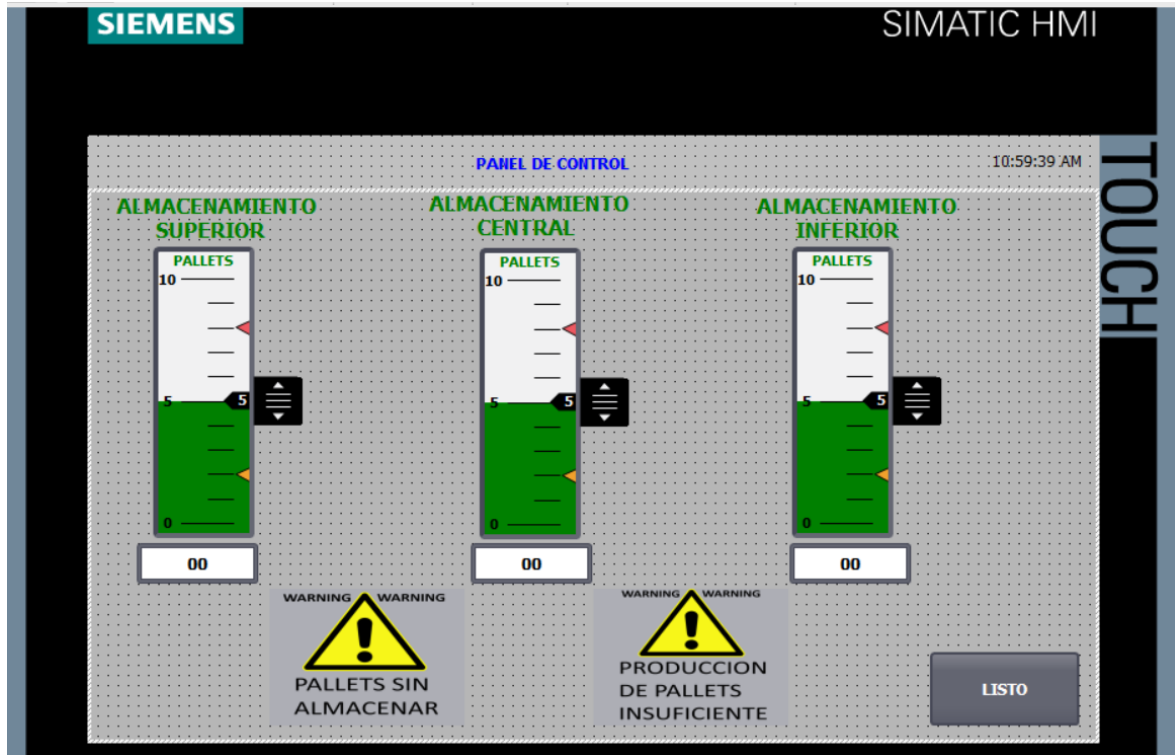 SIEMENS
SIMATIC HMI
TOUCH
PANEL DE CONTROL
10:59:39 AM
ALMACENAMIENTO
SUPERIOR
PALLETS
10
5
5
0
00
ALMACENAMIENTO
CENTRAL
PALLETS
10
5
5
0
00
ALMACENAMIENTO
INFERIOR
PALLETS
10
5
5
0
00
WARNING WARNING
PALLETS SIN
ALMACENAR
WARNING WARNING
PRODUCCION
DE PALLETS
INSUFICIENTE
LISTO